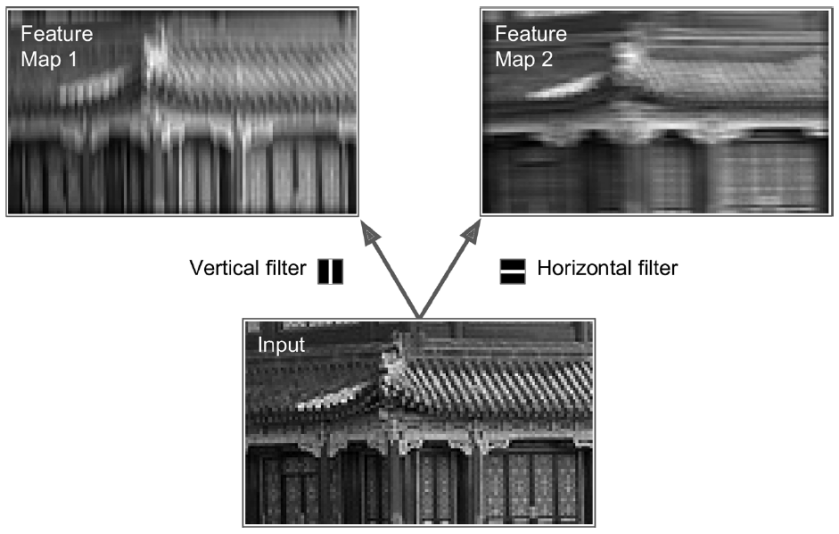 Feature
Map 1
Feature
Map 2
Vertical filter
Horizontal filter
Input